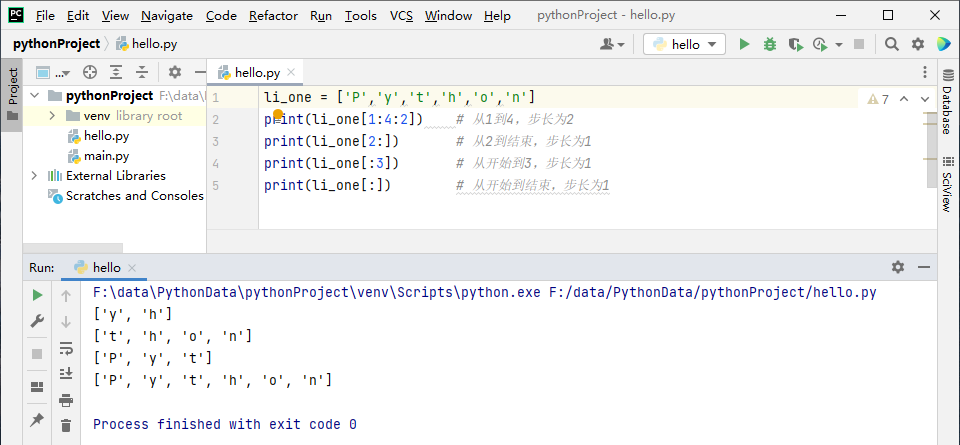 PC File Edit View Navigate Code Refactor Run Tools VCS Window Help pythonProject - hello.py
pythonProject hello.py hello
Project
... hello.py
pythonProject F:\data\
venv library root
hello.py
main.py
External Libraries
Scratches and Consoles
1 li_one = ['P','y','t','h','o','n'] 7
2 print(li_one[1:4:2]) # 从1到4，步长为2
3 print(li_one[2:]) # 从2到结束，步长为1
4 print(li_one[:3]) # 从开始到3，步长为1
5 print(li_one[:]) # 从开始到结束，步长为1
Database
SciView
Run: hello
F:\data\PythonData\pythonProject\venv\Scripts\python.exe F:/data/PythonData/pythonProject/hello.py
['y', 'h']
['t', 'h', 'o', 'n']
['P', 'y', 't']
['P', 'y', 't', 'h', 'o', 'n']
Process finished with exit code 0